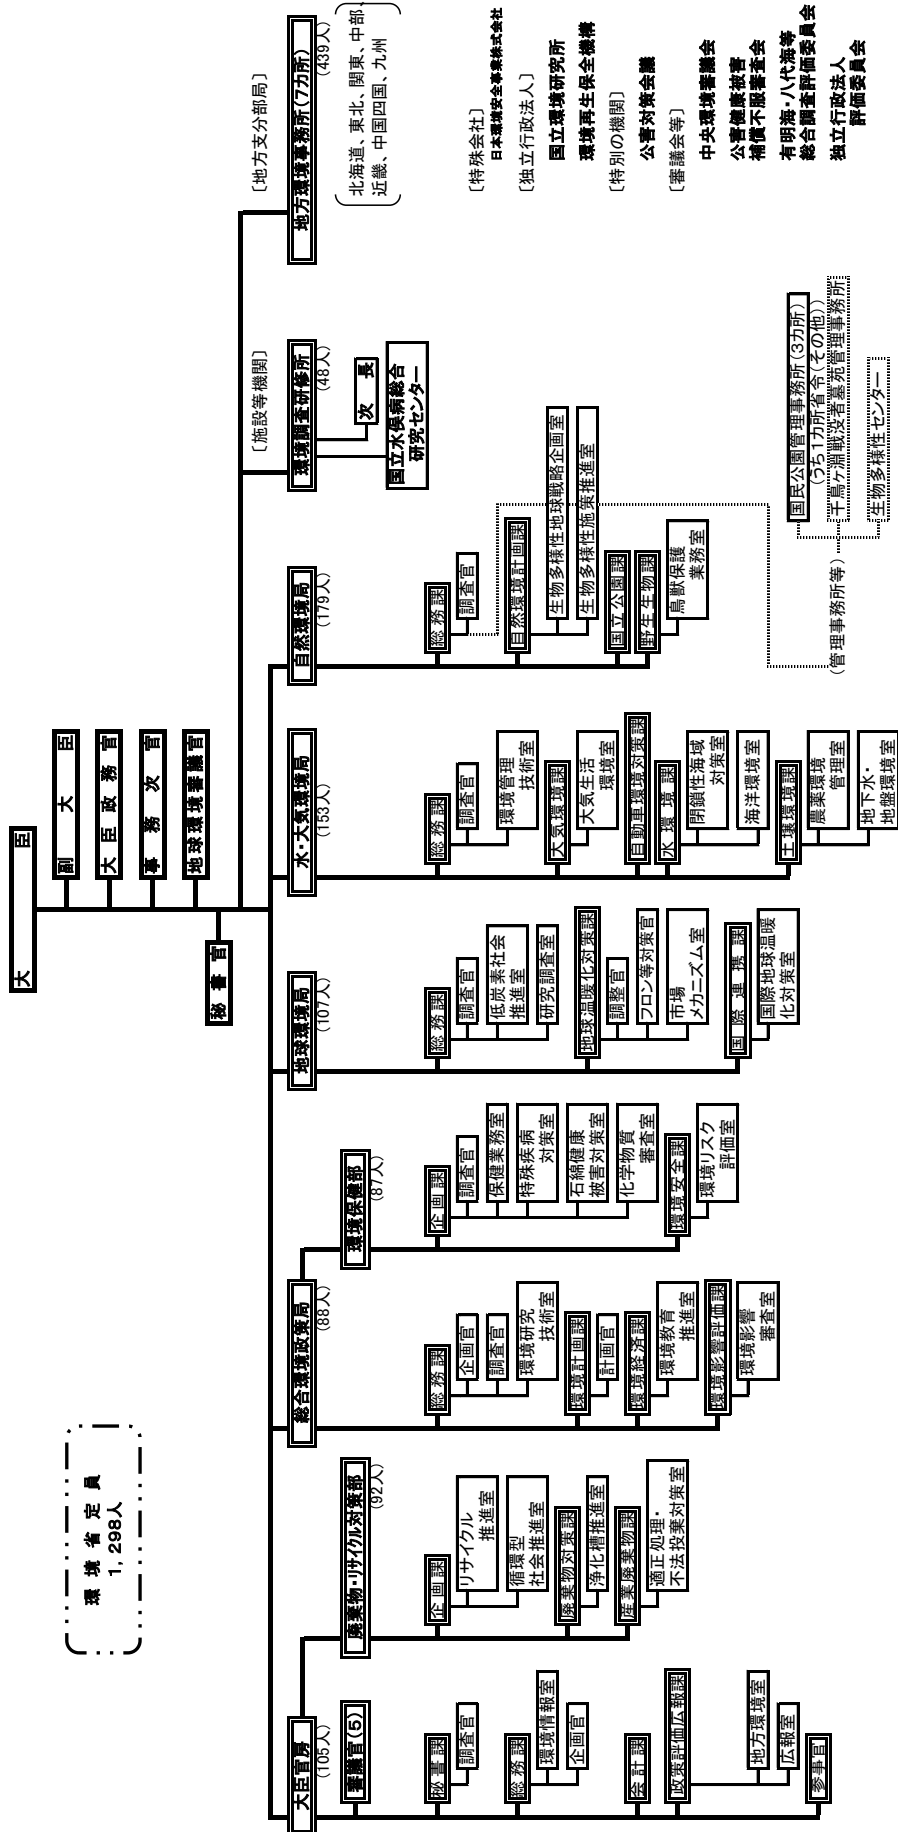 環境省定員
1,298人
大臣
副大臣
大臣政務官
事務次官
地球環境審議官
秘書官
大臣官房
(105人)
審議官(5)
秘書課
調査官
総務課
環境情報室
企画官
会計課
政策評価広報課
地方環境室
広報室
参事官
廃棄物・リサイクル対策部
(92人)
企画課
リサイクル
推進室
循環型
社会推進室
廃棄物対策課
浄化槽推進室
産業廃棄物課
適正処理・
不法投棄対策室
総合環境政策局
(88人)
総務課
企画官
調査官
環境研究
技術室
環境計画課
計画官
環境経済課
環境教育
推進室
環境影響評価課
環境影響
審査室
環境保健部
(87人)
企画課
調査官
保健業務室
特殊疾病
対策室
石綿健康
被害対策室
化学物質
審査室
環境安全課
環境リスク
評価室
地球環境局
(107人)
総務課
調査官
低炭素社会
推進室
研究調査室
地球温暖化対策課
調整官
フロン等対策官
市場
メカニズム室
国際連携課
国際地球温暖
化対策室
水・大気環境局
(153人)
総務課
調査官
環境管理
技術室
大気環境課
大気生活
環境室
自動車環境対策課
水環境課
閉鎖性海域
対策室
海洋環境室
土壌環境課
農薬環境
管理室
地下水・
地盤環境室
自然環境局
(179人)
総務課
調査官
自然環境計画課
生物多様性地球戦略企画室
生物多様性施策推進室
国立公園課
野生生物課
鳥獣保護
業務室
(管理事務所等)
国民公園管理事務所(3カ所)
(うち1カ所省令(その他))
千鳥ヶ淵戦没者墓苑管理事務所
生物多様性センター
[施設等機関]
環境調査研修所
(48人)
次長
国立水俣病総合
研究センター
[地方支分部局]
地方環境事務所(7カ所)
(439人)
北海道、東北、関東、中部、
近畿、中国四国、九州
[特殊会社]
日本環境安全事業株式会社
[独立行政法人]
国立環境研究所
環境再生保全機構
[特別の機関]
公害対策会議
[審議会等]
中央環境審議会
公害健康被害
補償不服審査会
有明海・八代海等
総合調査評価委員会
独立行政法人
評価委員会